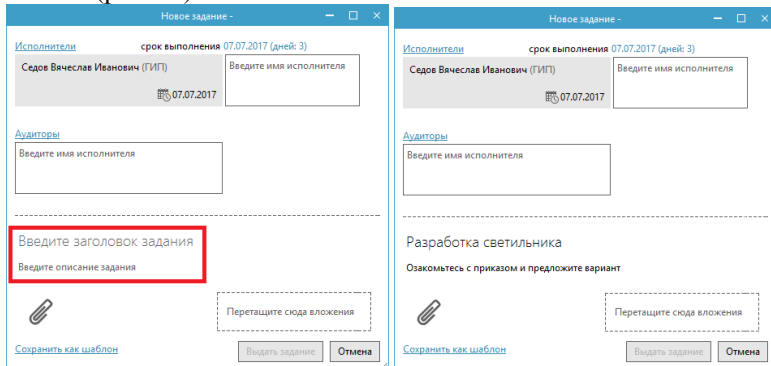 Новое задание -
Исполнители срок выполнения 07.07.2017 (дней: 3)
Седов Вячеслав Иванович (ГИП)
Введите имя исполнителя
07.07.2017
Аудиторы
Введите имя исполнителя
Введите заголовок задания
Введите описание задания
Перетащите сюда вложения
Сохранить как шаблон
Выдать задание
Отмена
Новое задание -
Исполнители срок выполнения 07.07.2017 (дней: 3)
Седов Вячеслав Иванович (ГИП)
Введите имя исполнителя
07.07.2017
Аудиторы
Введите имя исполнителя
Разработка светильника
Озакомьтесь с приказом и предложите вариант
Перетащите сюда вложения
Сохранить как шаблон
Выдать задание
Отмена